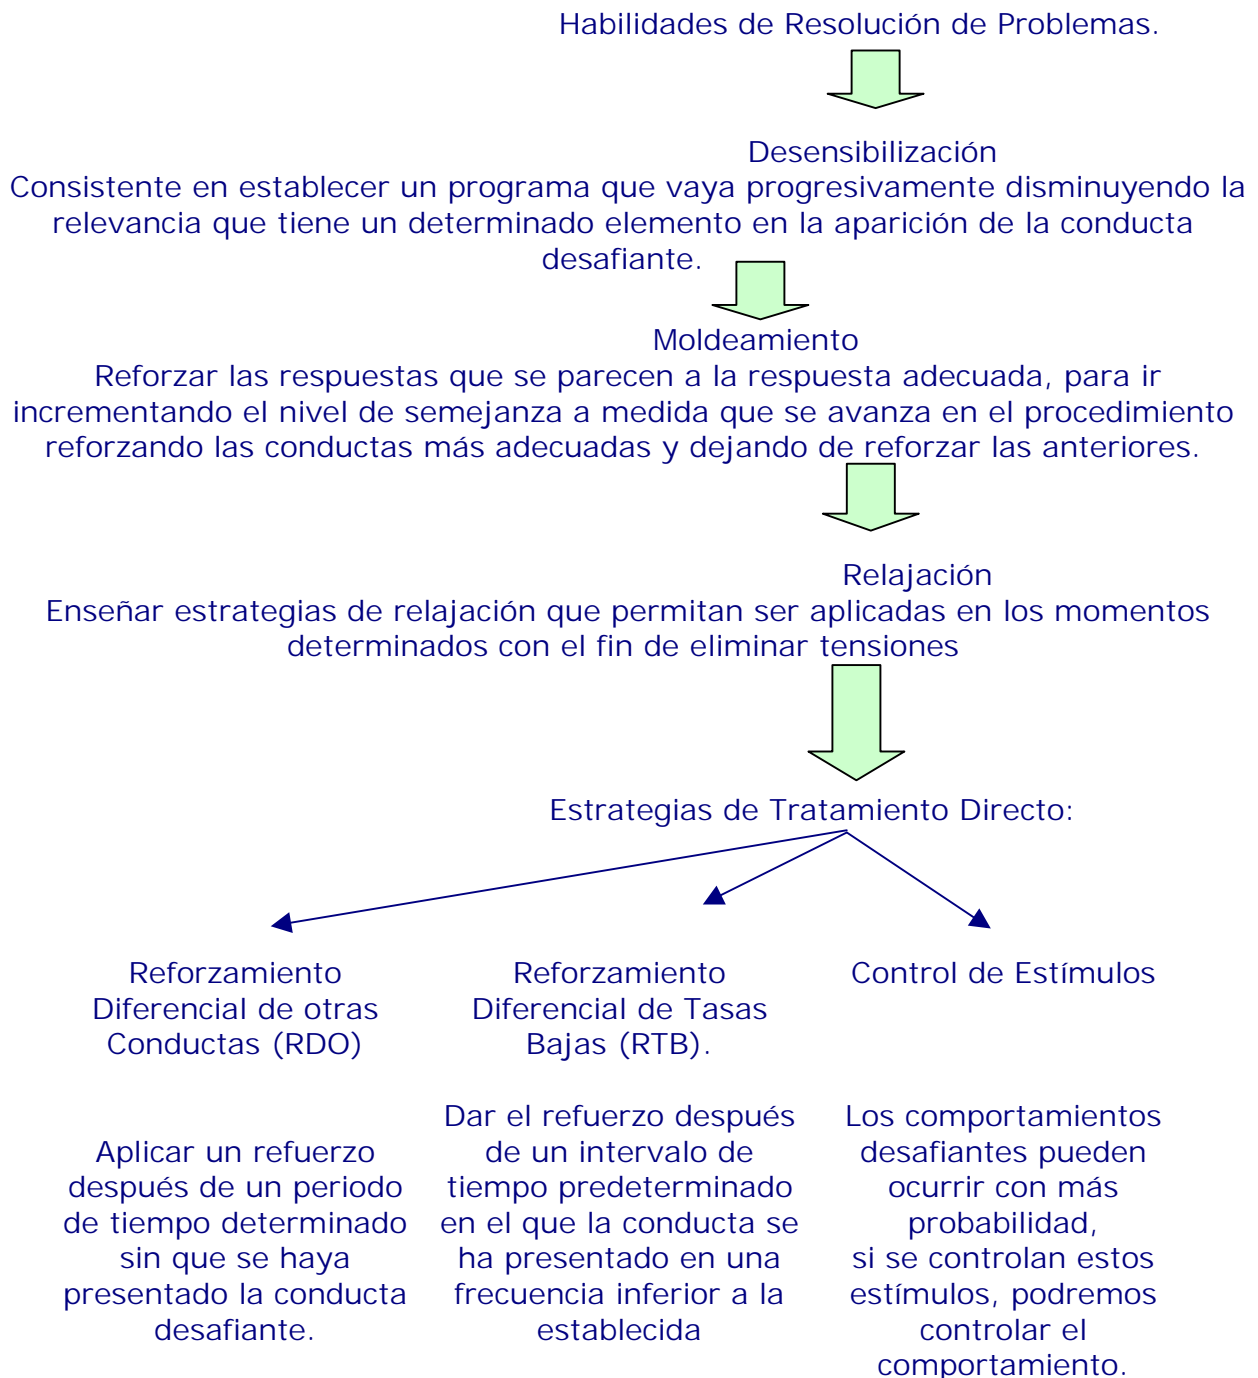 Habilidades de Resolución de Problemas.
Desensibilización
Consistente en establecer un programa que vaya progresivamente disminuyendo la
relevancia que tiene un determinado elemento en la aparición de la conducta
desafiante.
Moldeamiento
Reforzar las respuestas que se parecen a la respuesta adecuada, para ir
incrementando el nivel de semejanza a medida que se avanza en el procedimiento
reforzando las conductas más adecuadas y dejando de reforzar las anteriores.
Relajación
Enseñar estrategias de relajación que permitan ser aplicadas en los momentos
determinados con el fin de eliminar tensiones
Estrategias de Tratamiento Directo:
Reforzamiento
Diferencial de otras
Conductas (RDO)
Aplicar un refuerzo
después de un periodo
de tiempo determinado
sin que se haya
presentado la conducta
desafiante.
Reforzamiento
Diferencial de Tasas
Bajas (RTB).
Dar el refuerzo después
de un intervalo de
tiempo predeterminado
en el que la conducta se
ha presentado en una
frecuencia inferior a la
establecida
Control de Estímulos
Los comportamientos
desafiantes pueden
ocurrir con más
probabilidad,
si se controlan estos
estímulos, podremos
controlar el
comportamiento.